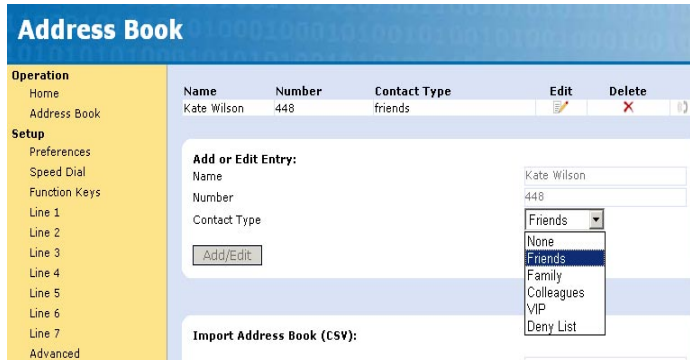 Address Book
Operation
Home
Address Book
Setup
Preferences
Speed Dial
Function Keys
Line 1
Line 2
Line 3
Line 4
Line 5
Line 6
Line 7
Advanced
Name Number Contact Type Edit Delete
Kate Wilson 448 friends
Add or Edit Entry:
Name Kate Wilson
Number 448
Contact Type Friends
None
Friends
Family
Colleagues
VIP
Deny List
Add/Edit
Import Address Book (CSV):